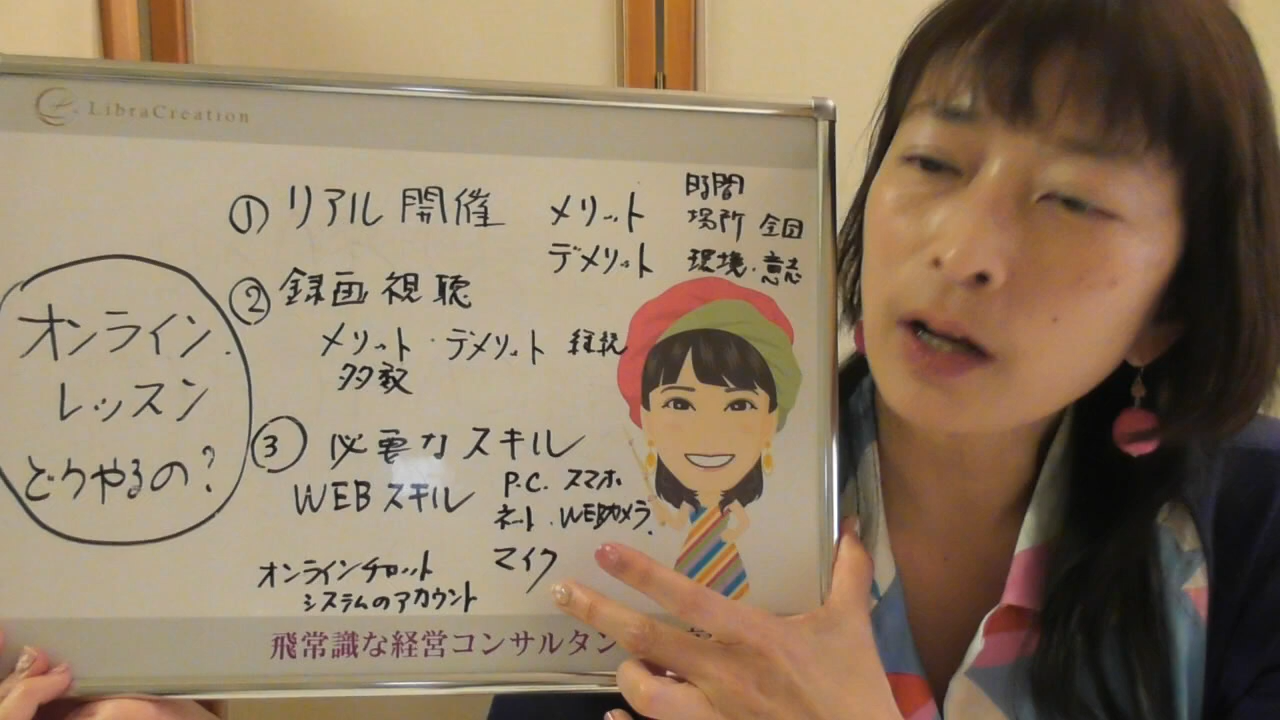 LibraCreation
① リアル開催
メリット
デメリット
時間
場所 全国
環境・意志
オンライン
レッスン
どうやるの?
② 録画視聴
メリット・デメリット 継続
多数
③ 必要なスキル
WEBスキル
P.C. スマホ
ネット・WEBカメラ
マイク
オンラインチャット
システムのアカウント
飛常識な経営コンサルタン